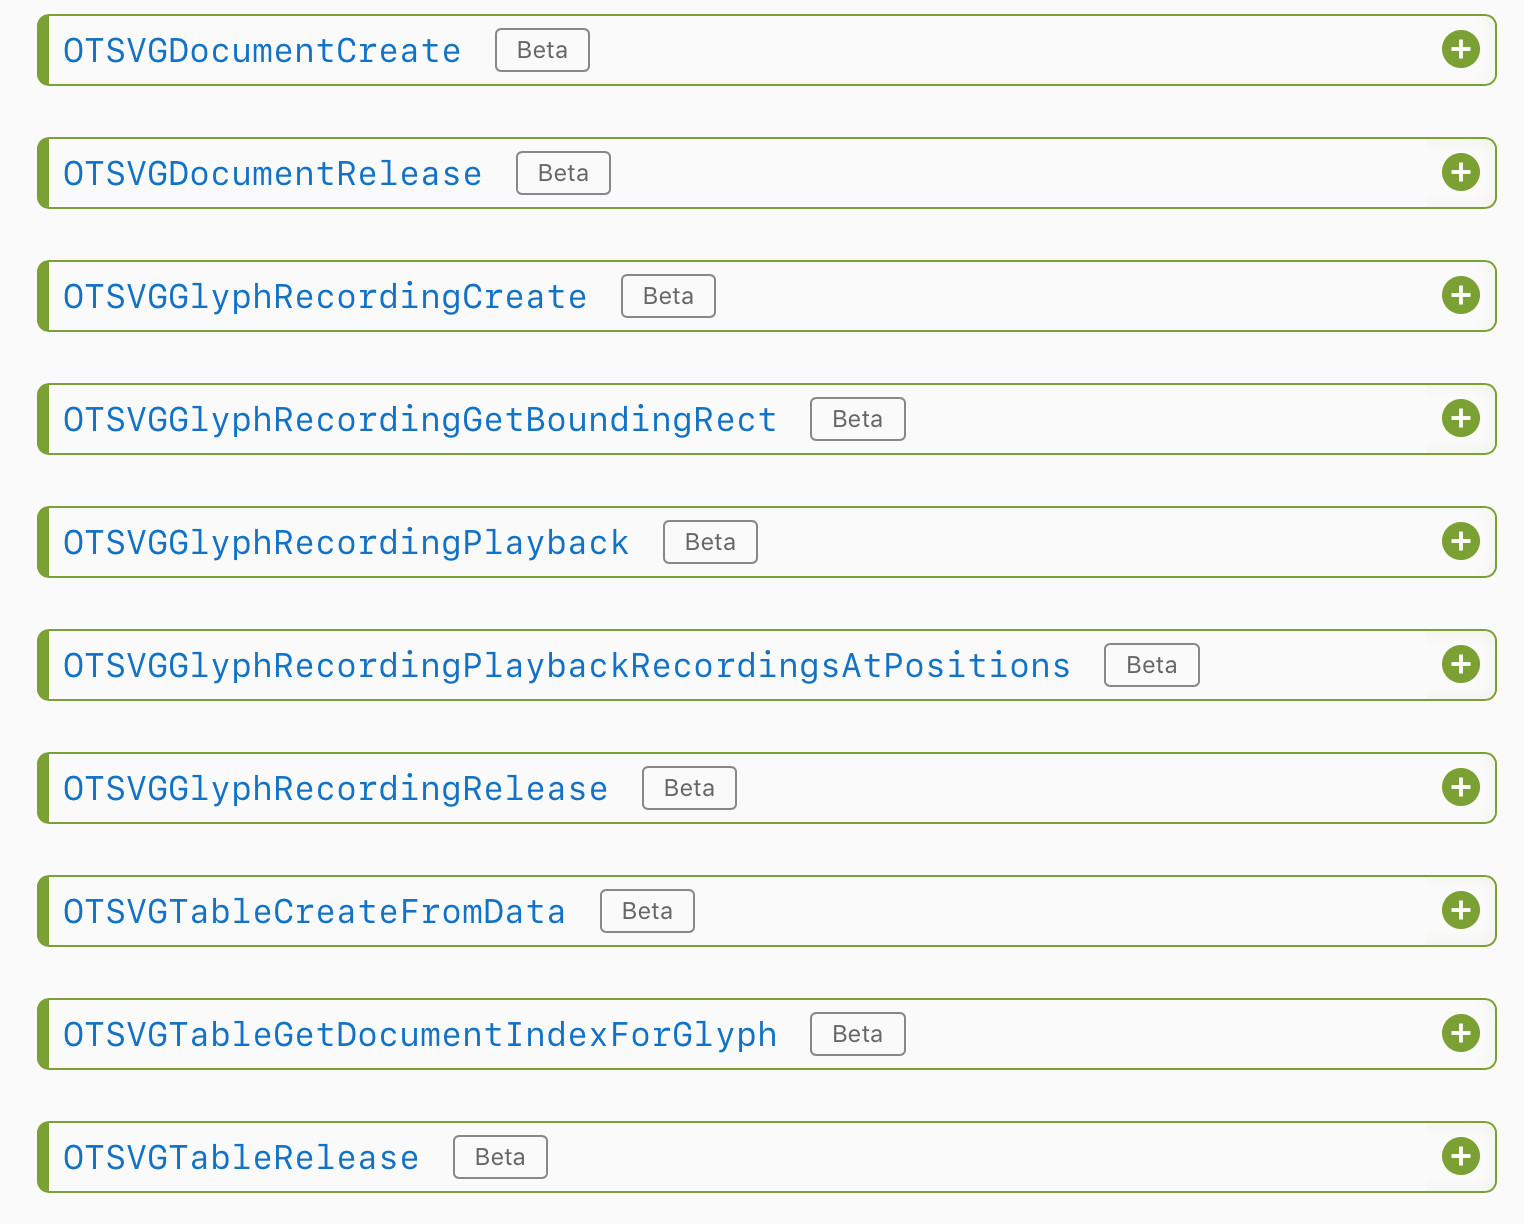 OTSVGDocumentCreate Beta
OTSVGDocumentRelease Beta
OTSVGGlyphRecordingCreate Beta
OTSVGGlyphRecordingGetBoundingRect Beta
OTSVGGlyphRecordingPlayback Beta
OTSVGGlyphRecordingPlaybackRecordingsAtPositions Beta
OTSVGGlyphRecordingRelease Beta
OTSVGTableCreateFromData Beta
OTSVGTableGetDocumentIndexForGlyph Beta
OTSVGTableRelease Beta